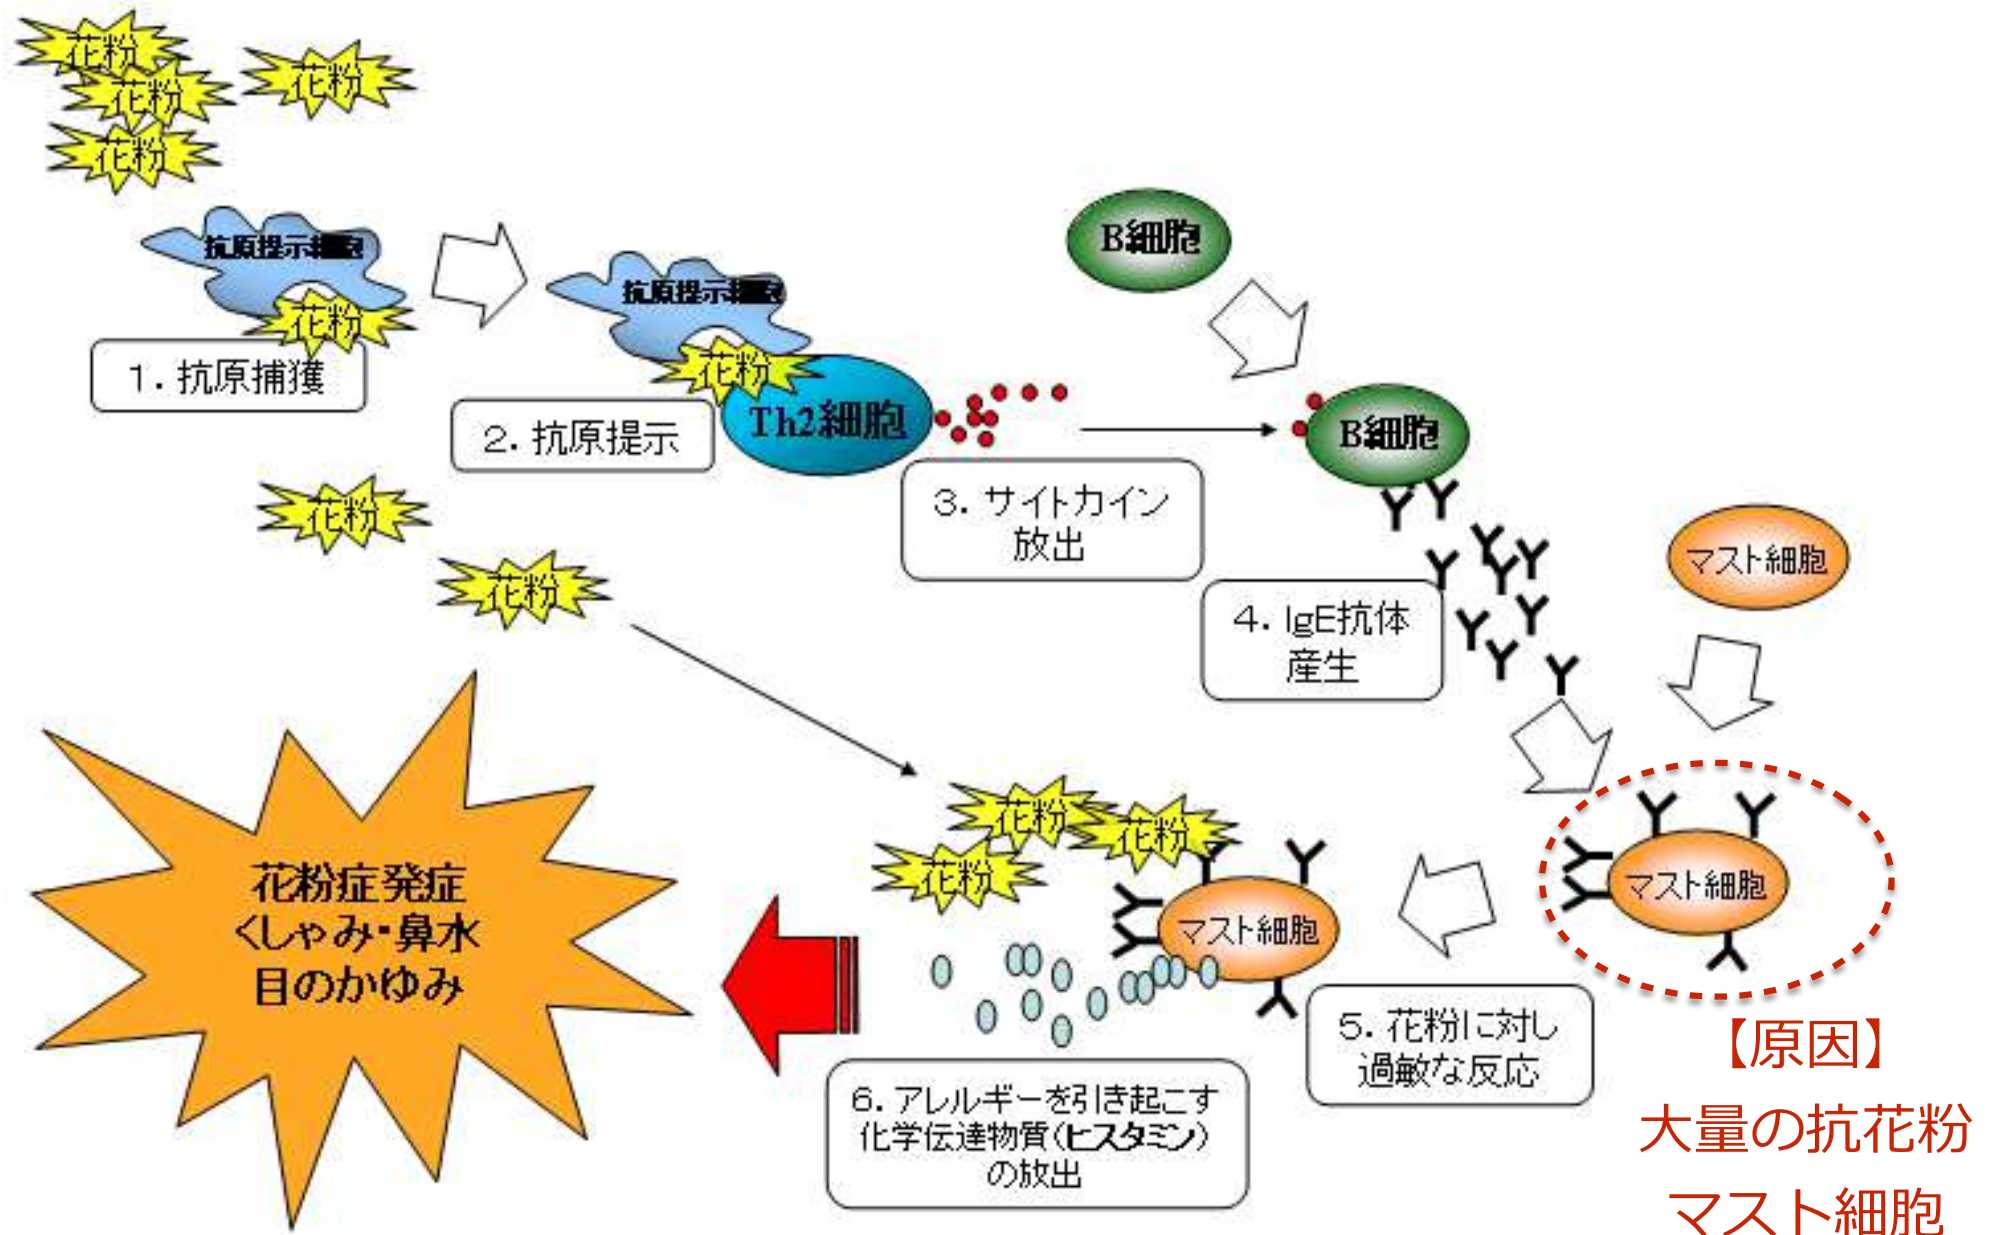 花粉
花粉
花粉
花粉
抗原提示細胞
花粉
1. 抗原捕獲
抗原提示細胞
花粉
Th2細胞
2. 抗原提示
B細胞
B細胞
3. サイトカイン
放出
花粉
花粉
4. IgE抗体
産生
マスト細胞
マスト細胞
【原因】
大量の抗花粉
マスト細胞
花粉
花粉
花粉
マスト細胞
5. 花粉に対し
過敏な反応
6. アレルギーを引き起こす
化学伝達物質(ヒスタミン)
の放出
花粉症発症
くしゃみ・鼻水
目のかゆみ